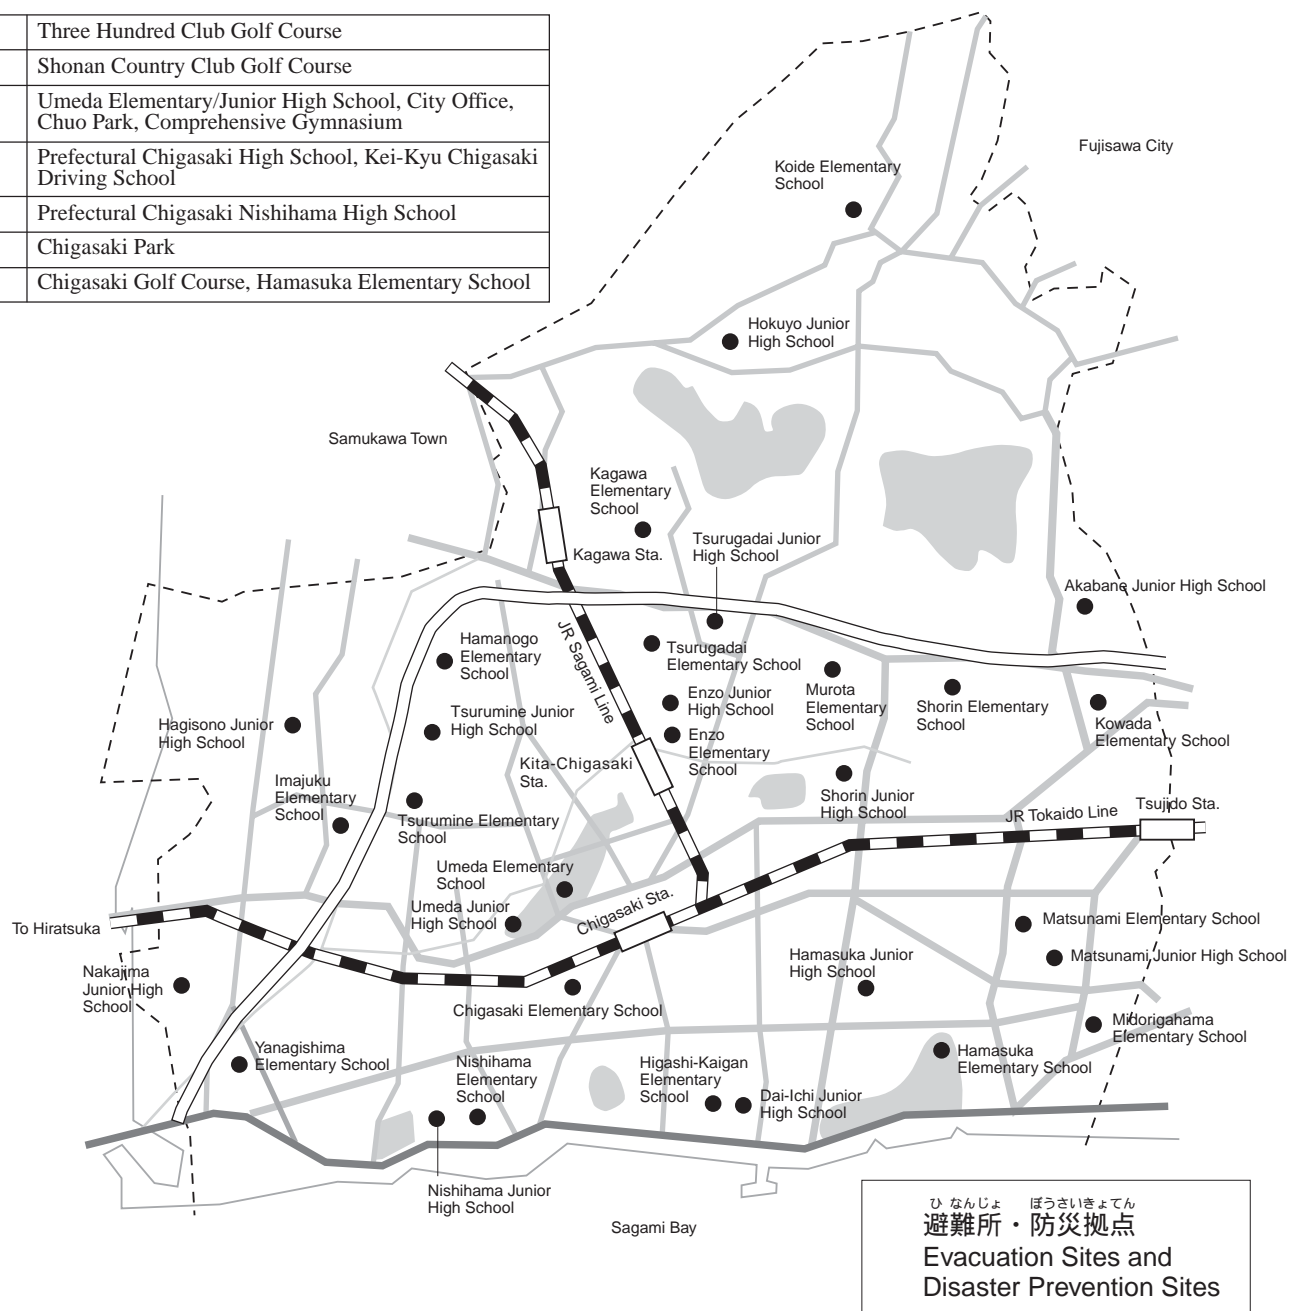 Three Hundred Club Golf Course
Shonan Country Club Golf Course
Umeda Elementary/Junior High School, City Office,
Chuo Park, Comprehensive Gymnasium
Prefectural Chigasaki High School, Kei-Kyu Chigasaki
Driving School
Prefectural Chigasaki Nishihama High School
Chigasaki Park
Chigasaki Golf Course, Hamasuka Elementary School
Fujisawa City
Koide Elementary
School
Hokuyo Junior
High School
Samukawa Town
Kagawa
Elementary
School
Kagawa Sta.
Tsurugadai Junior
High School
Akabane Junior High School
JR Sagami Line
Hamanogo
Elementary
School
Tsurugadai
Elementary School
Murota
Elementary
School
Shorin Elementary
School
Kowada
Elementary School
Enzo Junior
High School
Enzo
Elementary
School
Hagisono Junior
High School
Tsurumine Junior
High School
Kita-Chigasaki
Sta.
Imajuku
Elementary
School
Tsurumine Elementary
School
Shorin Junior
High School
JR Tokaido Line
Tsujido Sta.
Umeda Elementary
School
Umeda Junior
High School
Chigasaki Sta.
To Hiratsuka
Matsunami Elementary School
Matsunami Junior High School
Hamasuka Junior
High School
Nakajima
Junior High
School
Chigasaki Elementary School
Midorigahama
Elementary School
Yanagishima
Elementary School
Nishihama
Elementary
School
Higashi-Kaigan
Elementary
School
Dai-Ichi Junior
High School
Hamasuka
Elementary School
Nishihama Junior
High School
Sagami Bay
ひ なんじょ ぼうさいきょてん
避難所・防災拠点
Evacuation Sites and
Disaster Prevention Sites